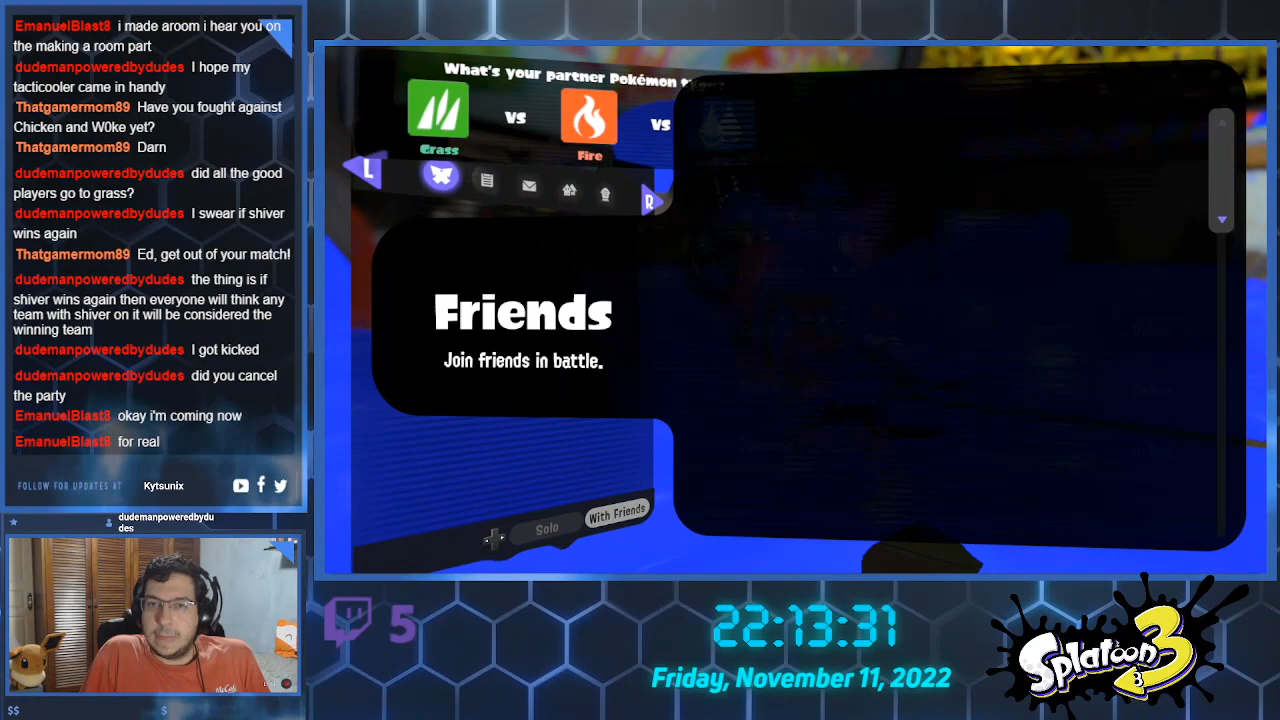 EmanuelBlast8 i made aroom i hear you on
the making a room part
dudemanpoweredbydudes I hope my
tacticooler came in handy
Thatgamermom89 Have you fought against
Chicken and W0ke yet?
Thatgamermom89 Darn
dudemanpoweredbydudes did all the good
players go to grass?
dudemanpoweredbydudes I swear if shiver
wins again
Thatgamermom89 Ed, get out of your match!
dudemanpoweredbydudes the thing is if
shiver wins again then everyone will think any
team with shiver on it will be considered the
winning team
dudemanpoweredbydudes I got kicked
dudemanpoweredbydudes did you cancel
the party
EmanuelBlast8 okay i'm coming now
EmanuelBlast8 for real
FOLLOW FOR UPDATES AT Kytsunix
dudemanpoweredbydu
des
$$ $
What's your partner Pokémon
Grass vs Fire vs
L R
Friends
Join friends in battle.
Solo With Friends
5
22:13:31
Friday, November 11, 2022
Splatoon 3